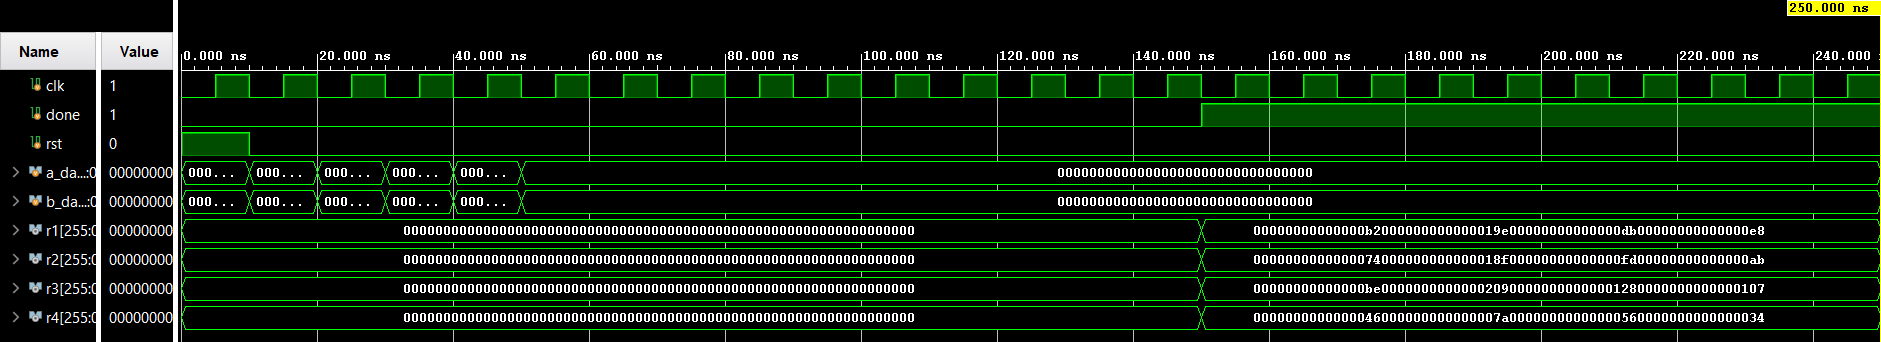 250.000 ns
Name Value
0.000 ns 20.000 ns 40.000 ns 60.000 ns 80.000 ns 100.000 ns 120.000 ns 140.000 ns 160.000 ns 180.000 ns 200.000 ns 220.000 ns 240.000 ns
clk 1
done 1
rst 0
a_da...:0 00000000 000... 000... 000... 000... 000... 00000000000000000000000000000000
b_da...:0 00000000 000... 000... 000... 000... 000... 00000000000000000000000000000000
r1[255:0 00000000 0000000000000000000000000000000000000000000000000000000000000000 00000000000000b2000000000000019e00000000000000db00000000000000e8
r2[255:0 00000000 0000000000000000000000000000000000000000000000000000000000000000 0000000000000074000000000000018f00000000000000fd00000000000000ab
r3[255:0 00000000 0000000000000000000000000000000000000000000000000000000000000000 00000000000000be000000000000020900000000000001280000000000000107
r4[255:0 00000000 0000000000000000000000000000000000000000000000000000000000000000 0000000000000046000000000000007a00000000000000560000000000000034